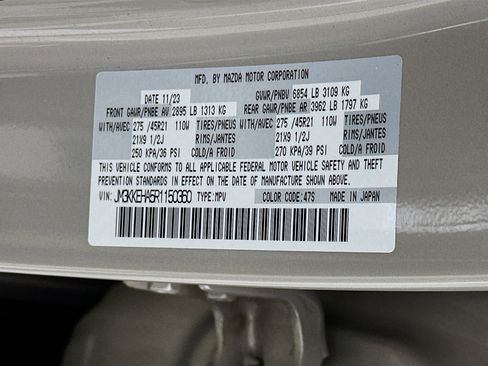 MFD. BY MAZDA MOTOR CORPORATION
DATE 11/23 GVWR/PNBV 6854 LB 3109 KG
FRONT GAWR/PNBE AV 2895 LB 1313 KG REAR GAWR/PNBE AR 3962 LB 1797 KG
WITH/AVEC 275 /45R21 110W TIRES/PNEUS WITH/AVEC 275 /45R21 110W TIRES/PNEUS
21X9 1/2J RIMS/JANTES 21X9 1/2J RIMS/JANTES
250 KPA/36 PSI COLD/A FROID 270 KPA/39 PSI COLD/A FROID
THIS VEHICLE CONFORMS TO ALL APPLICABLE FEDERAL MOTOR VEHICLE SAFETY AND THEFT
PREVENTION STANDARDS IN EFFECT ON THE DATE OF MANUFACTURE SHOWN ABOVE.
VIN: JM3KKEHA5R1150360 TYPE:MPV COLOR CODE:47S MADE IN JAPAN